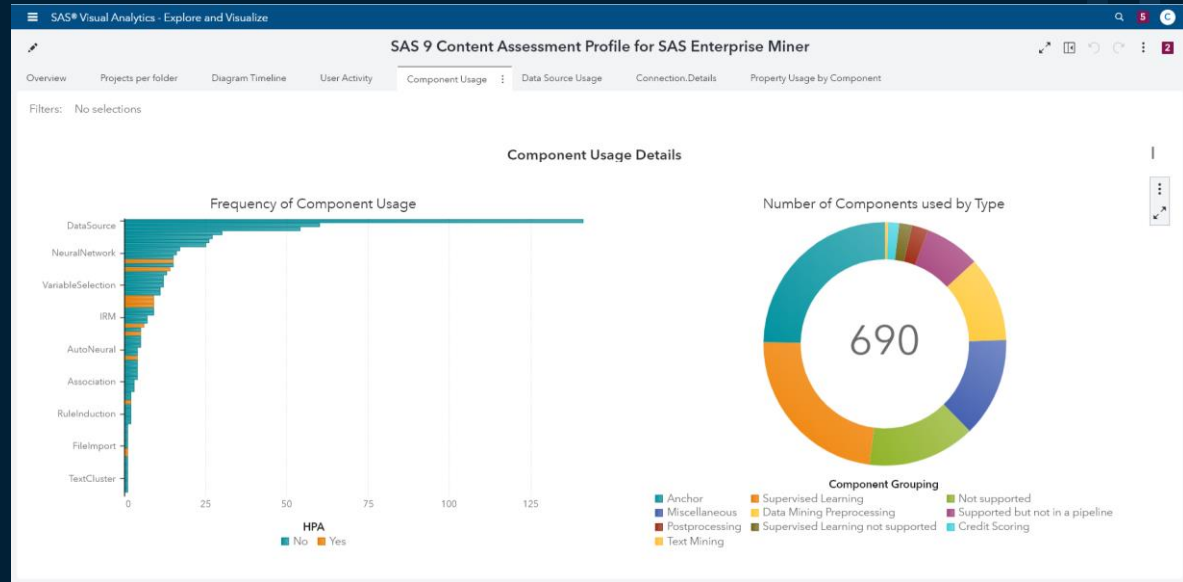 SAS® Visual Analytics - Explore and Visualize
5
C
SAS 9 Content Assessment Profile for SAS Enterprise Miner
2
Overview Projects per folder Diagram Timeline User Activity Component Usage Data Source Usage Connection.Details Property Usage by Component
Filters: No selections
Component Usage Details
Frequency of Component Usage
DataSource
NeuralNetwork
VariableSelection
IRM
AutoNeural
Association
RuleInduction
FileImport
TextCluster
0 25 50 75 100 125
HPA
No Yes
Number of Components used by Type
690
Component Grouping
Anchor Supervised Learning Not supported
Miscellaneous Data Mining Preprocessing Supported but not in a pipeline
Postprocessing Supervised Learning not supported Credit Scoring
Text Mining